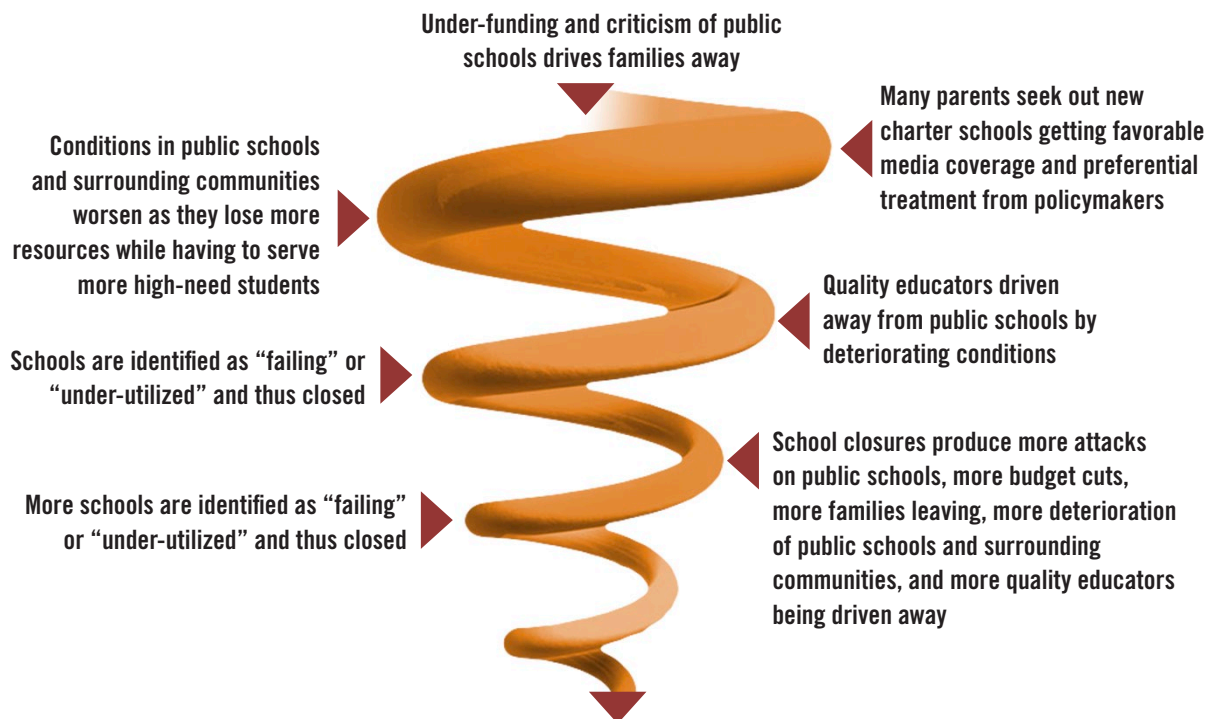 Under-funding and criticism of public
schools drives families away
Many parents seek out new
charter schools getting favorable
media coverage and preferential
treatment from policymakers
Conditions in public schools
and surrounding communities
worsen as they lose more
resources while having to serve
more high-need students
Quality educators driven
away from public schools by
deteriorating conditions
Schools are identified as “failing” or
“under-utilized” and thus closed
School closures produce more attacks
on public schools, more budget cuts,
more families leaving, more deterioration
of public schools and surrounding
communities, and more quality educators
being driven away
More schools are identified as “failing”
or “under-utilized” and thus closed